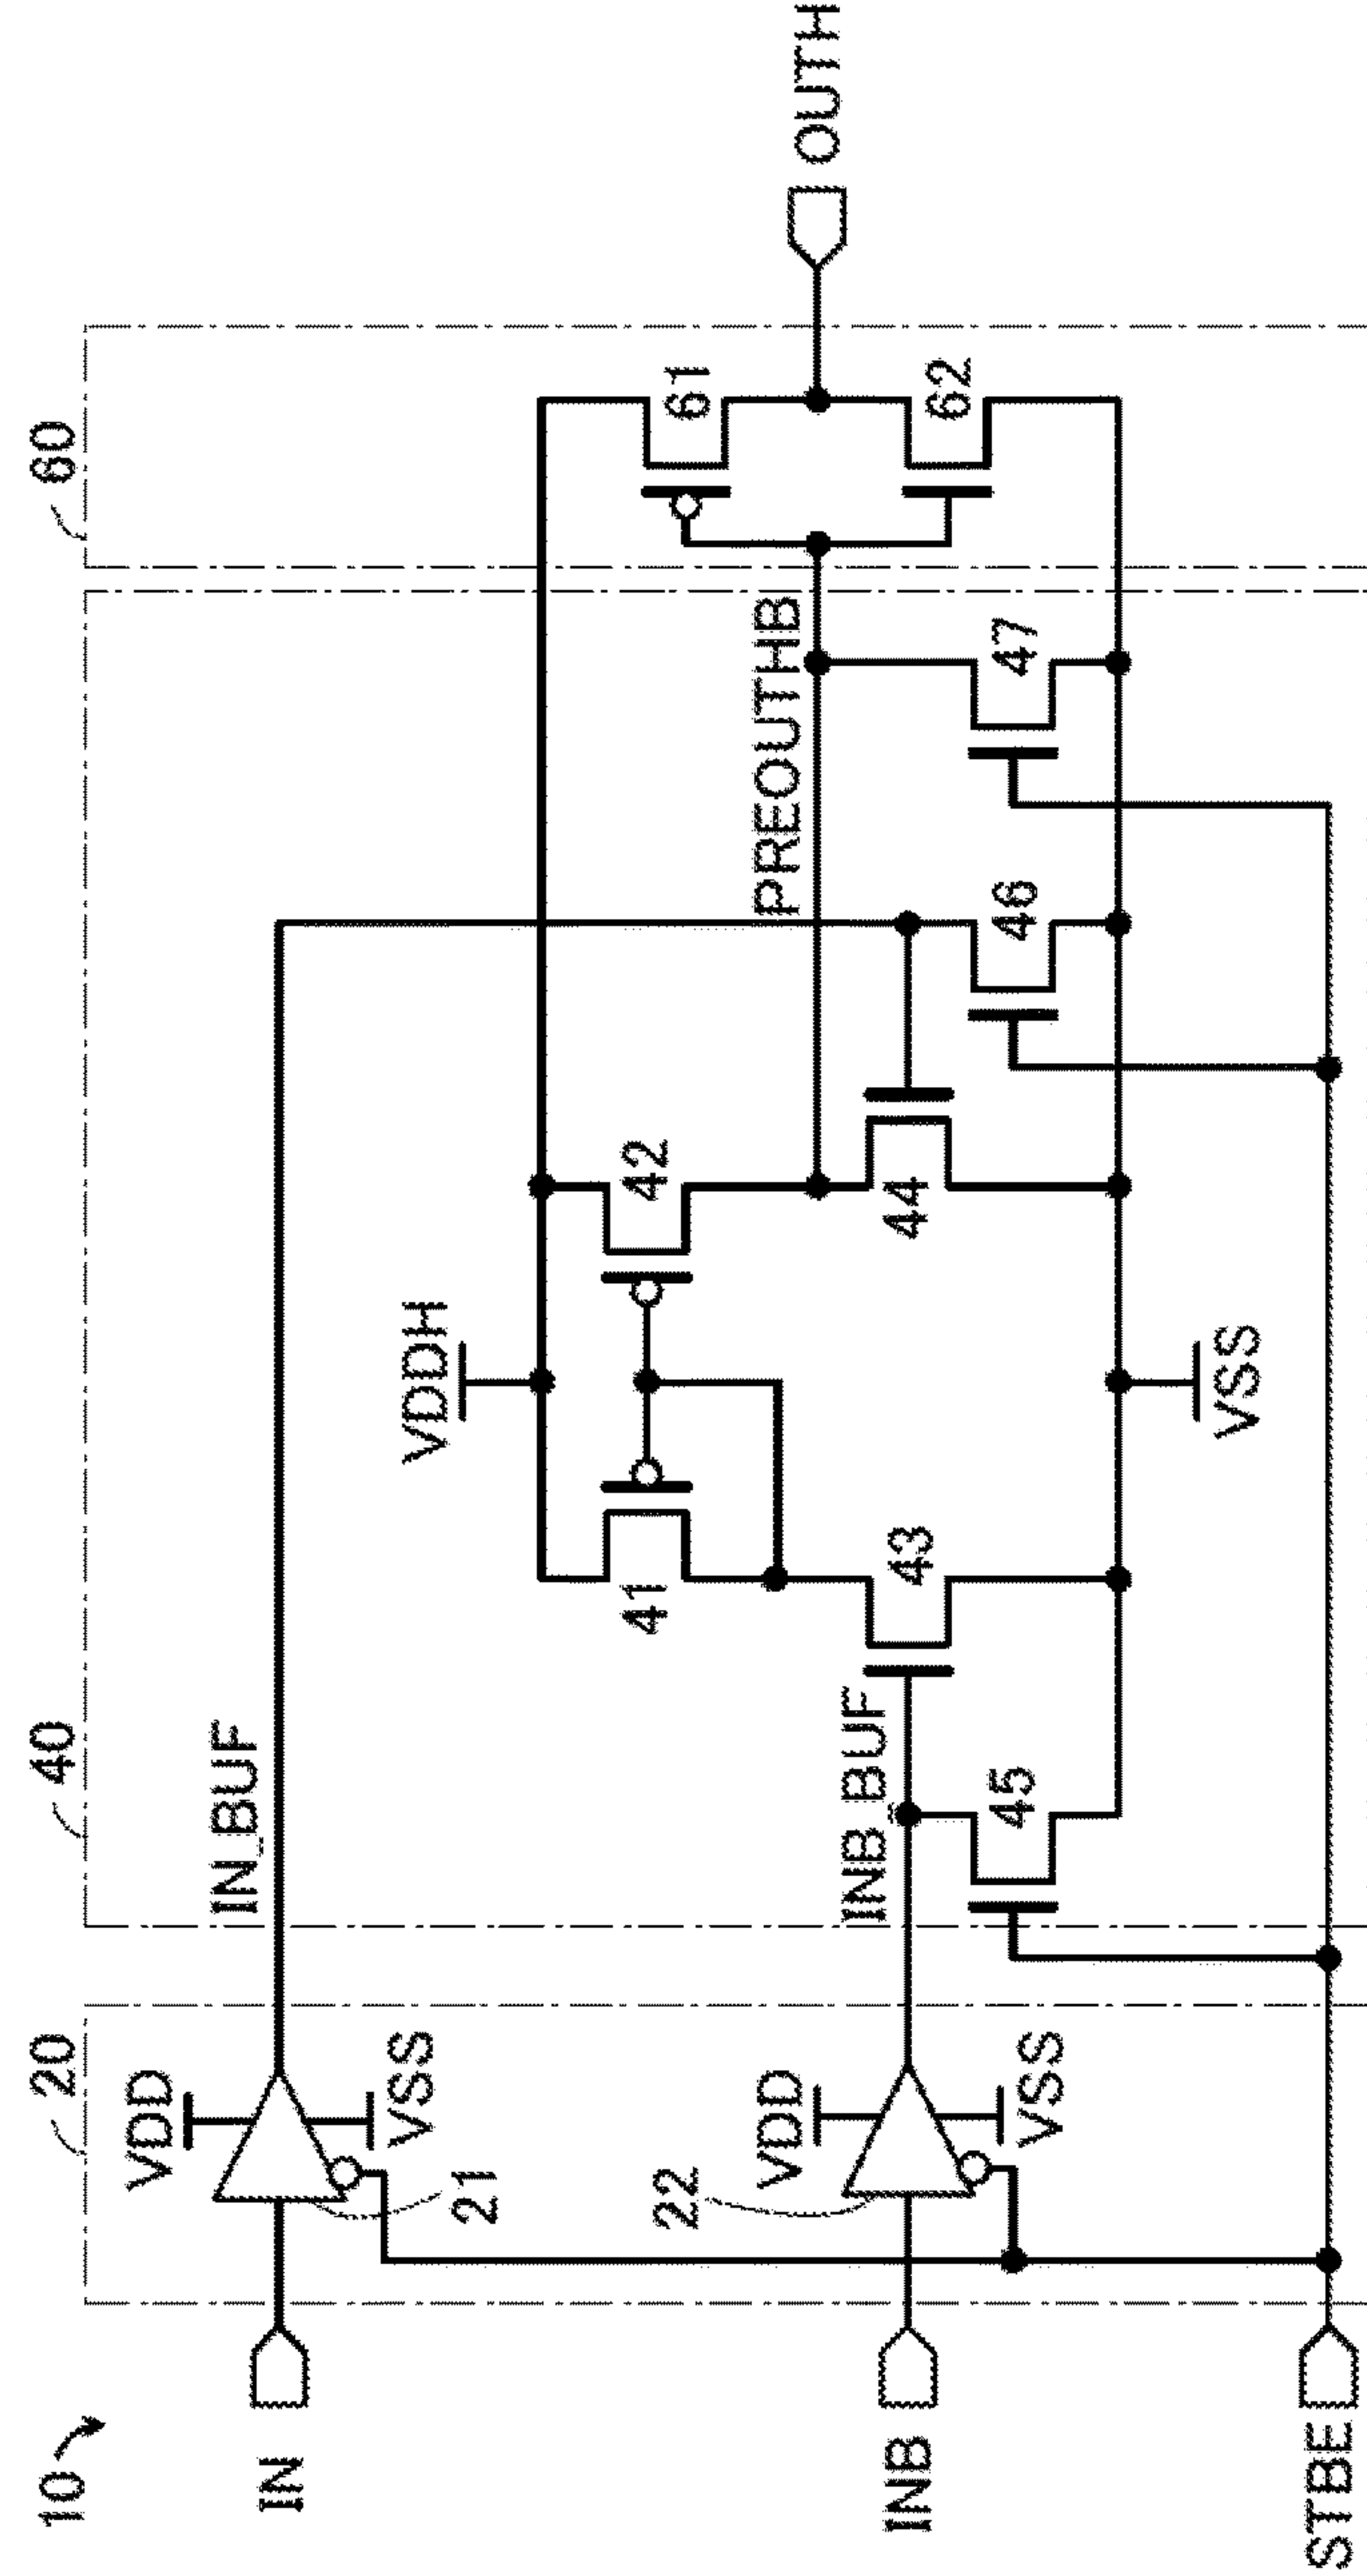 10
20
40
60
IN
VDD
VSS
21
IN_BUF
VDDH
41
42
PREOUTHB
61
OUTH
62
INB
22
VDD
VSS
INB_BUF
43
44
45
46
47
VSS
STBE